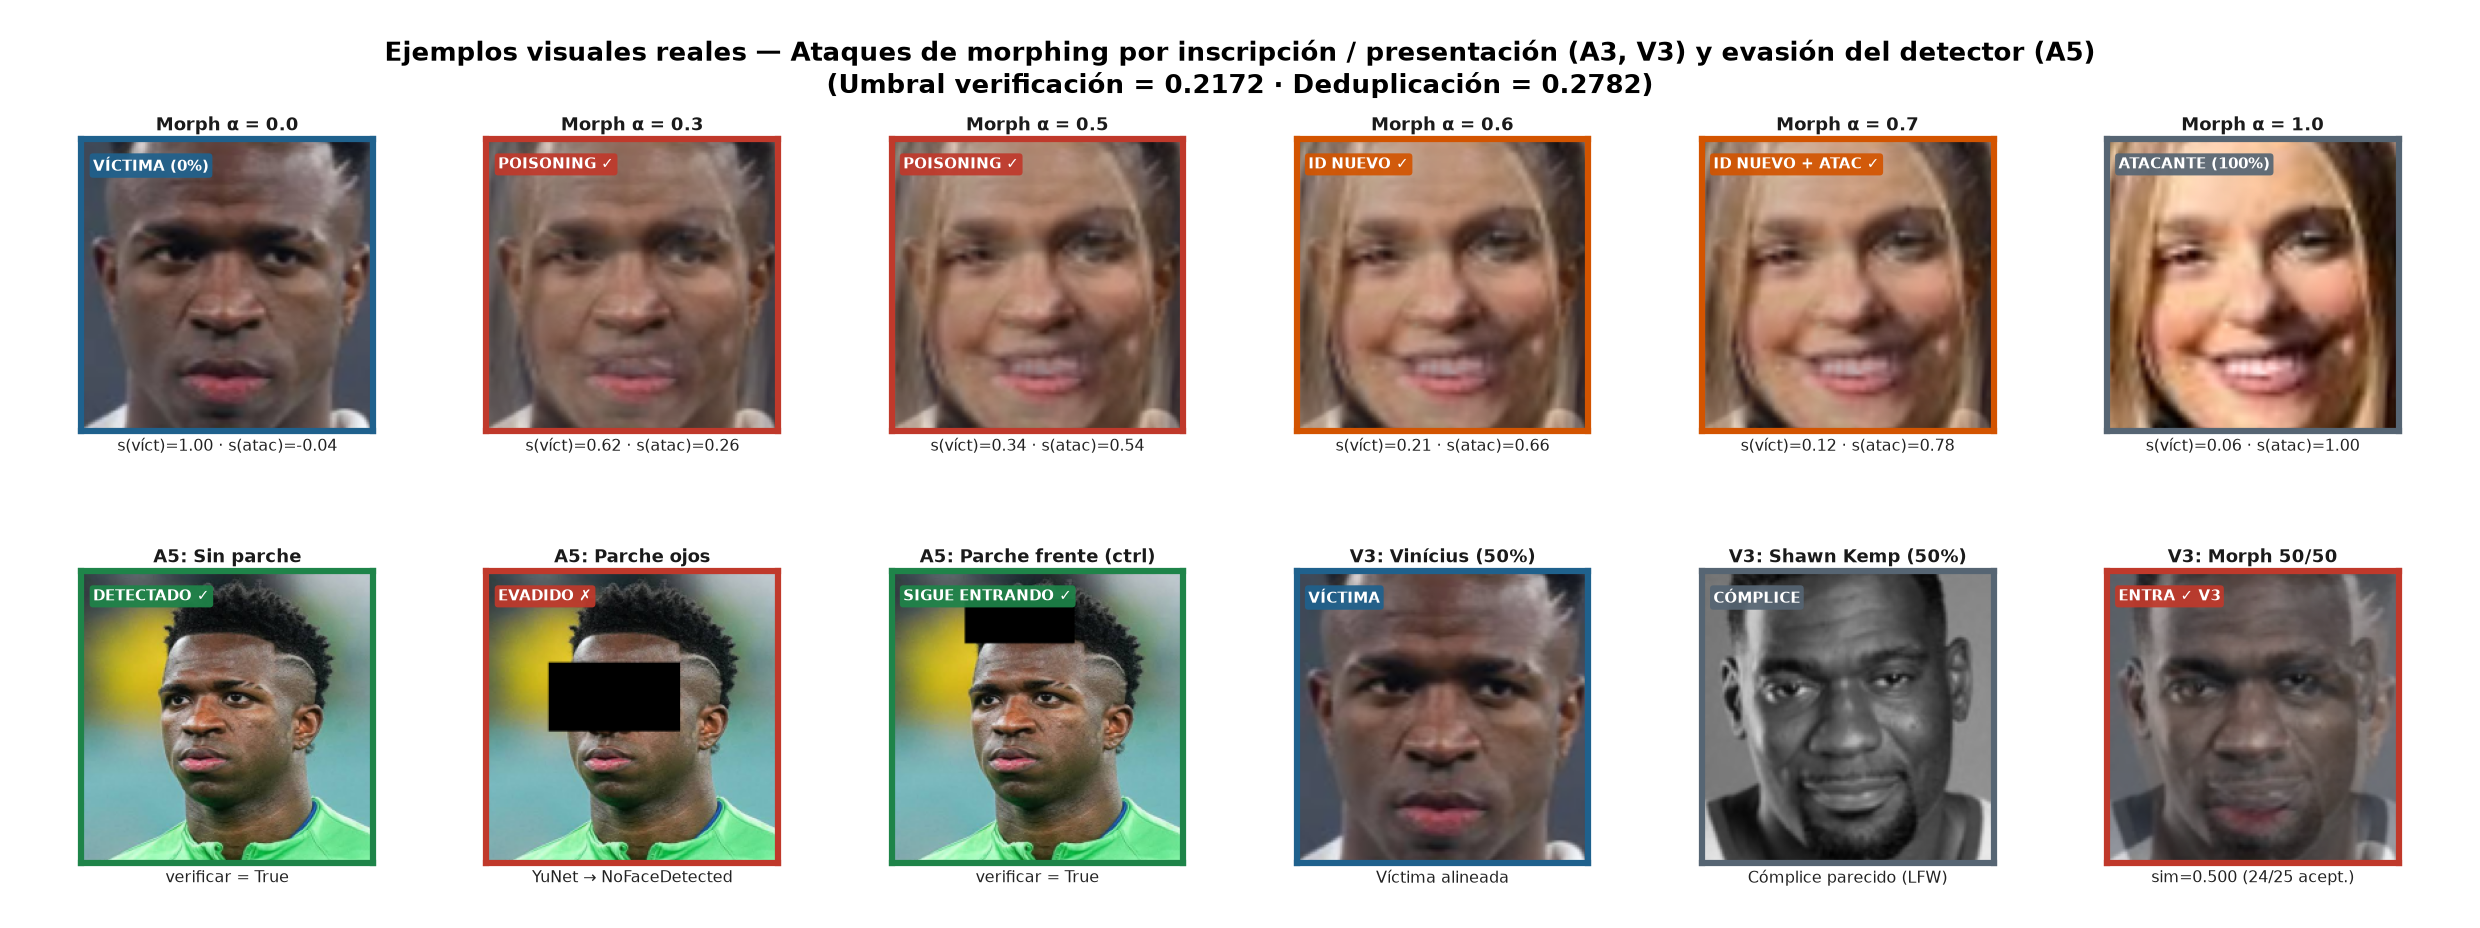 Ejemplos visuales reales — Ataques de morphing por inscripción / presentación (A3, V3) y evasión del detector (A5)
(Umbral verificación = 0.2172 · Deduplicación = 0.2782)
Morph α = 0.0
Morph α = 0.3
Morph α = 0.5
Morph α = 0.6
Morph α = 0.7
Morph α = 1.0
VÍCTIMA (0%)
POISONING ✓
POISONING ✓
ID NUEVO ✓
ID NUEVO + ATAC ✓
ATACANTE (100%)
s(víct)=1.00 · s(atac)=-0.04
s(víct)=0.62 · s(atac)=0.26
s(víct)=0.34 · s(atac)=0.54
s(víct)=0.21 · s(atac)=0.66
s(víct)=0.12 · s(atac)=0.78
s(víct)=0.06 · s(atac)=1.00
A5: Sin parche
A5: Parche ojos
A5: Parche frente (ctrl)
V3: Vinícius (50%)
V3: Shawn Kemp (50%)
V3: Morph 50/50
DETECTADO ✓
EVADIDO ✗
SIGUE ENTRANDO ✓
VÍCTIMA
CÓMPLICE
ENTRA ✓ V3
verificar = True
YuNet → NoFaceDetected
verificar = True
Víctima alineada
Cómplice parecido (LFW)
sim=0.500 (24/25 acept.)